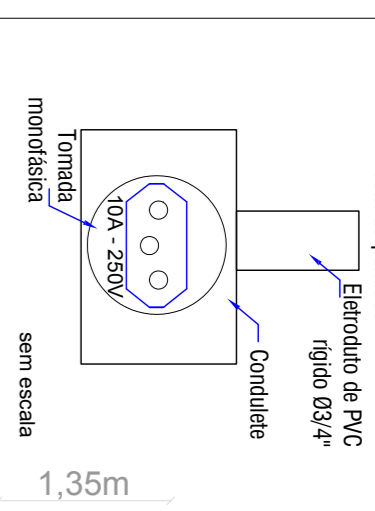 Eletroduto de PVC
rígido Ø3/4"
Condulete
10A - 250V
Tomada
monofásica
sem escala
1,35m